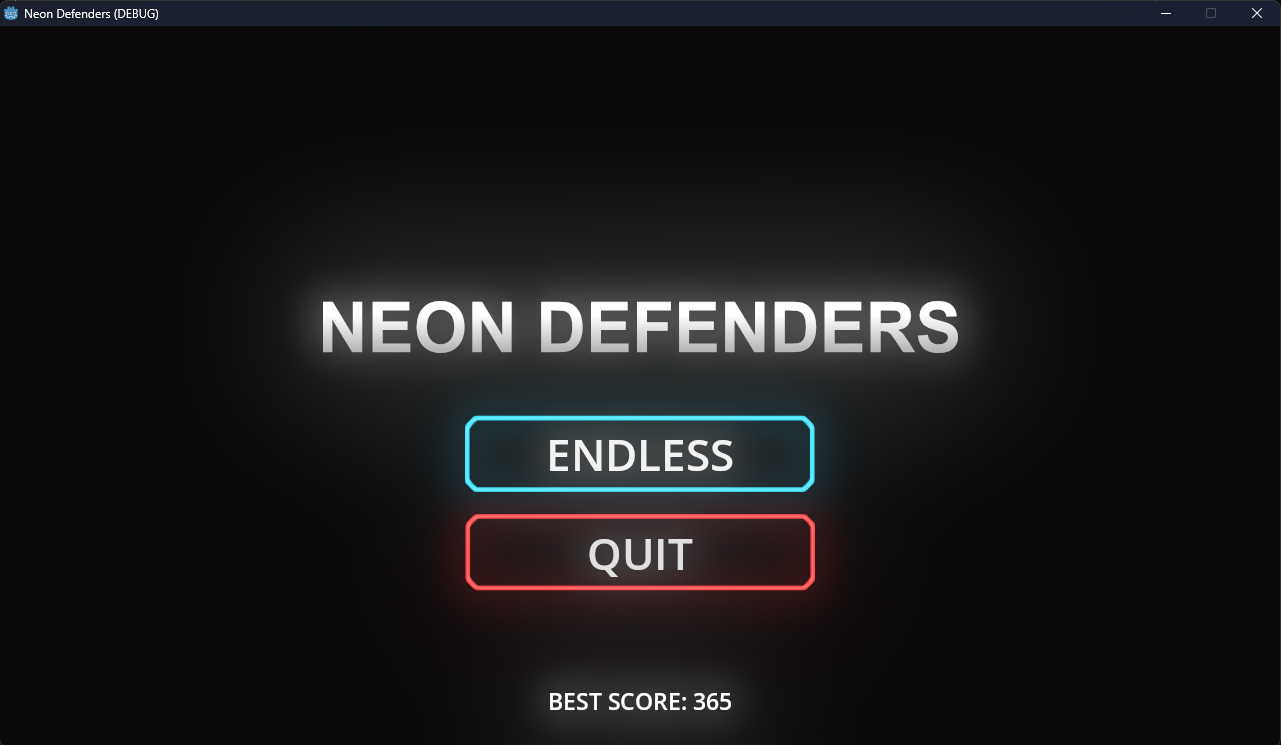 Neon Defenders (DEBUG)
NEON DEFENDERS
ENDLESS
QUIT
BEST SCORE: 365